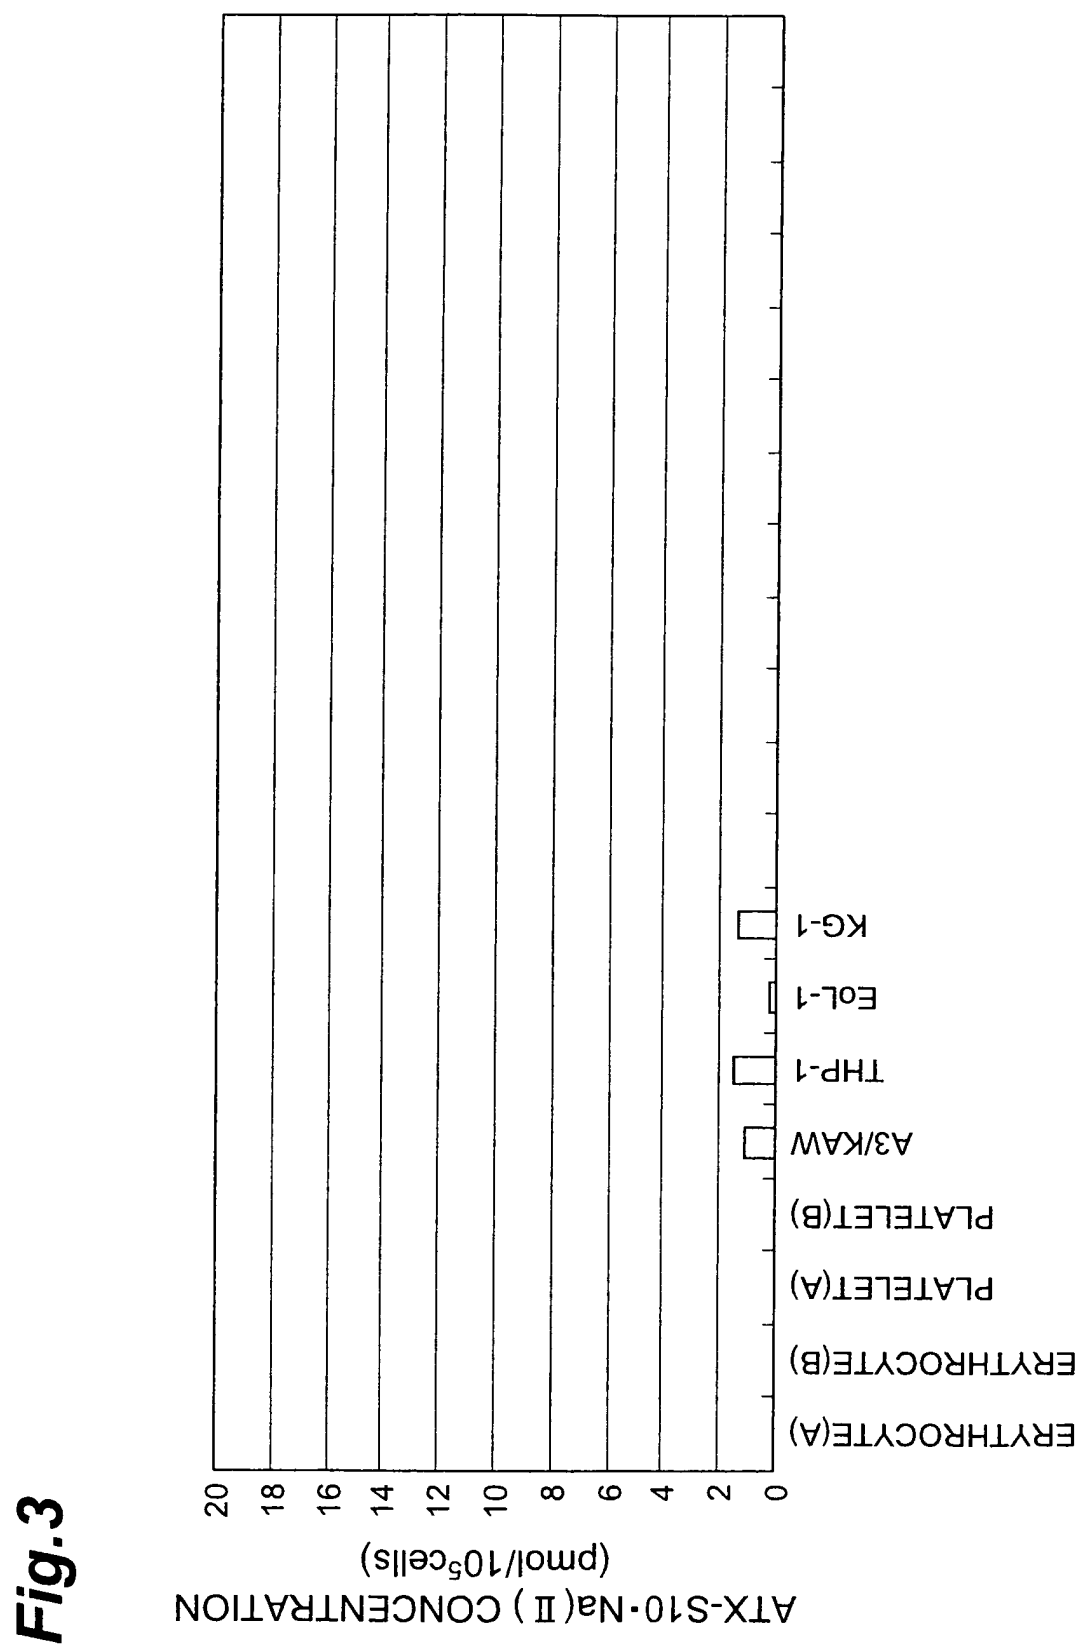 Fig.3
ATX-S10·Na(Ⅱ) CONCENTRATION
(pmol/10⁵cells)
20
18
16
14
12
10
8
6
4
2
0
ERYTHROCYTE(A)
ERYTHROCYTE(B)
PLATELET(A)
PLATELET(B)
A3/KAW
THP-1
EoL-1
KG-1